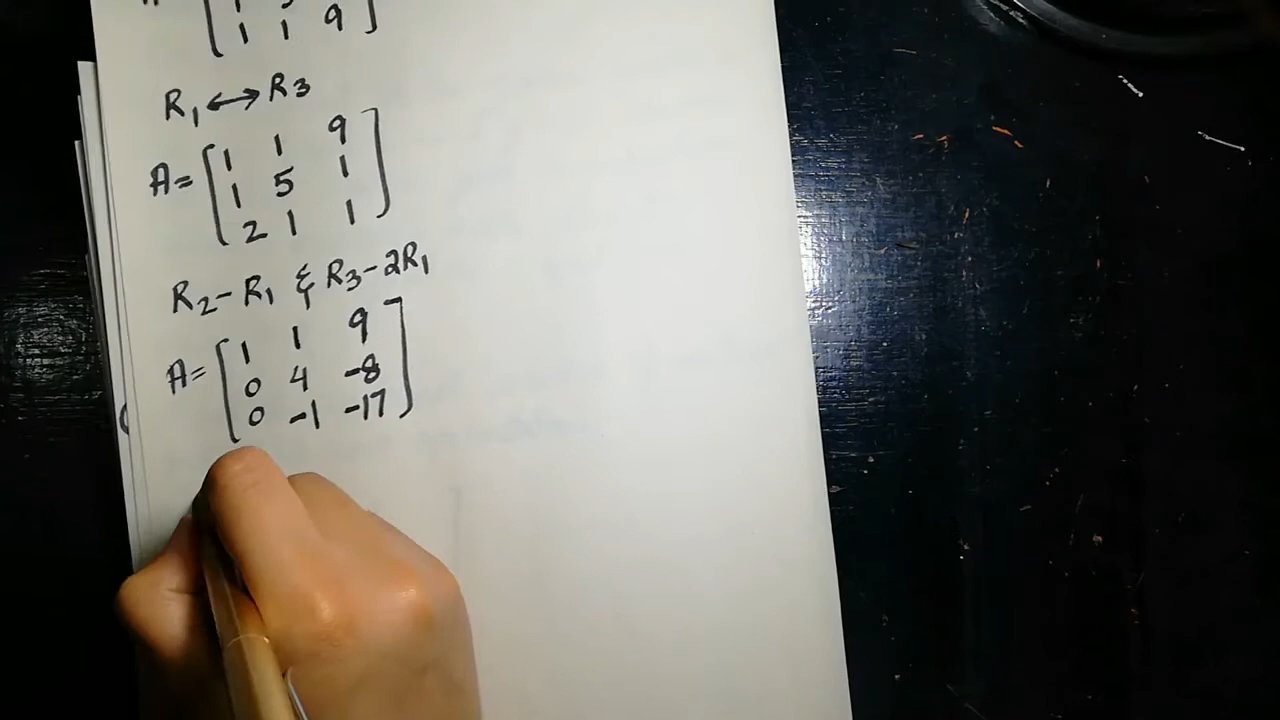 1 1 9
R1 ↔ R3
1 1 9
A = 1 5 1
2 1 1
R2 - R1 & R3 - 2R1
1 1 9
A = 0 4 -8
0 -1 -17